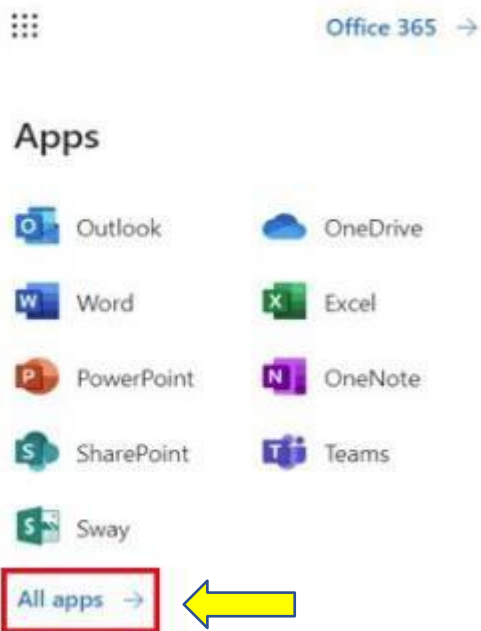 Office 365 →
Apps
Outlook OneDrive
Word Excel
PowerPoint OneNote
SharePoint Teams
Sway
All apps →